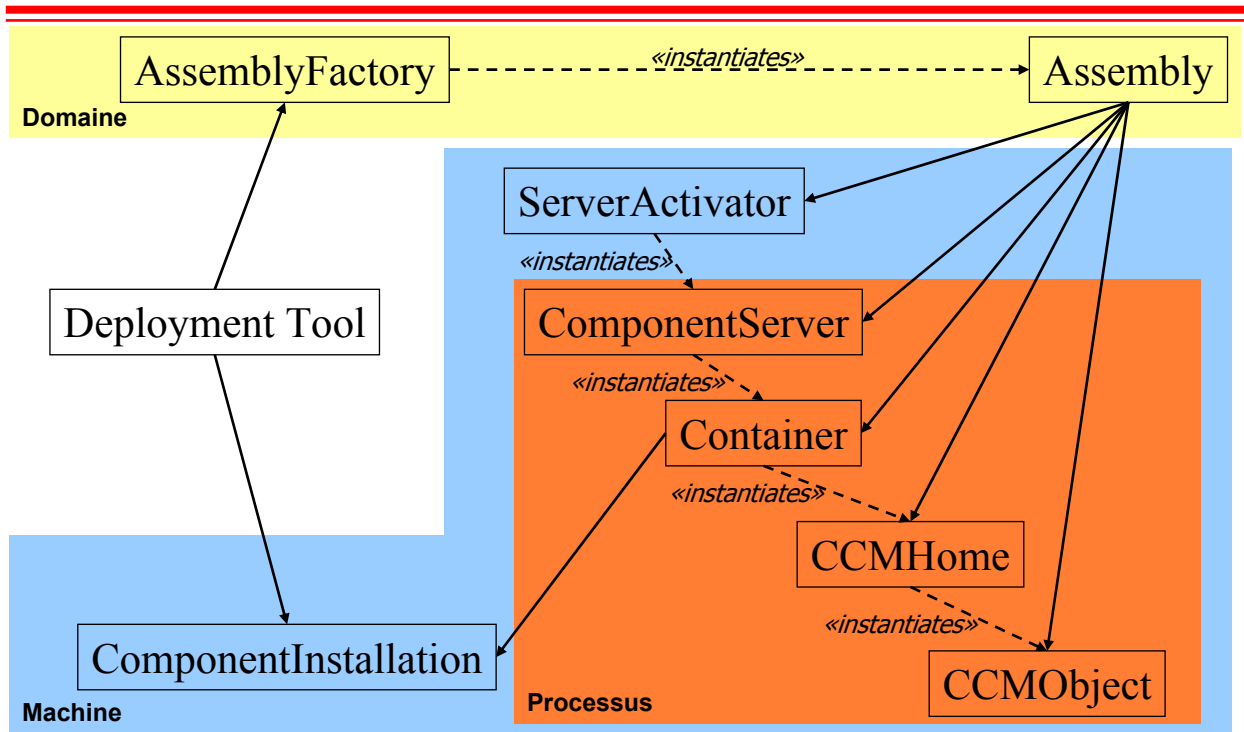 AssemblyFactory
«instantiates»
Assembly
Domaine
ServerActivator
«instantiates»
Deployment Tool
ComponentServer
«instantiates»
Container
«instantiates»
CCMHome
«instantiates»
ComponentInstallation
CCMObject
Machine
Processus